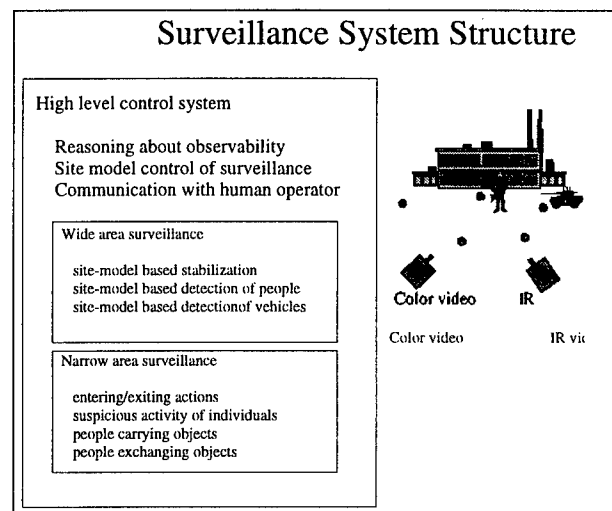 Surveillance System Structure
High level control system
Reasoning about observability
Site model control of surveillance
Communication with human operator
Wide area surveillance
site-model based stabilization
site-model based detection of people
site-model based detectionof vehicles
Narrow area surveillance
entering/exiting actions
suspicious activity of individuals
people carrying objects
people exchanging objects
Color video IR
Color video IR vic